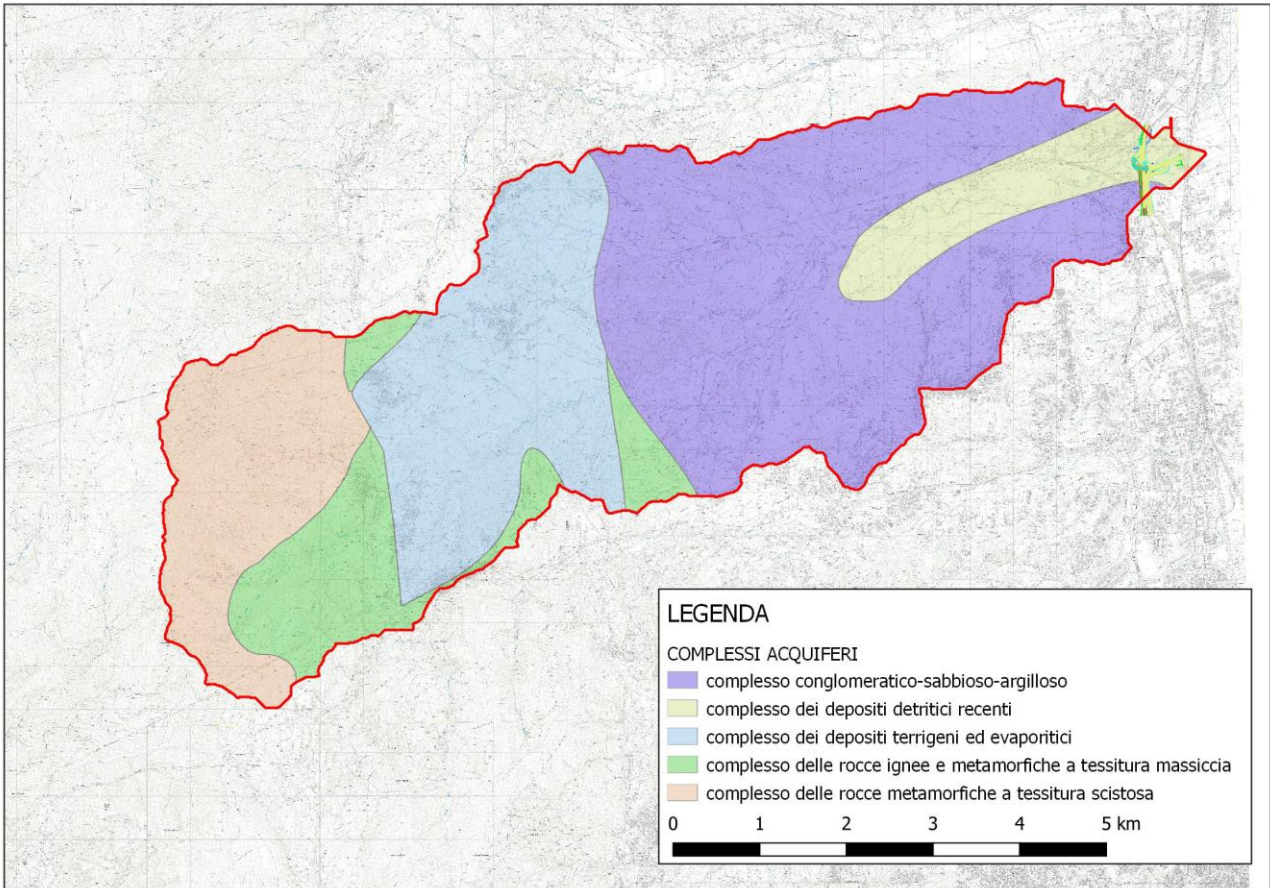 LEGENDA
COMPLESSI ACQUIFERI
complesso conglomeratico-sabbioso-argilloso
complesso dei depositi detritici recenti
complesso dei depositi terrigeni ed evaporitici
complesso delle rocce ignee e metamorfiche a tessitura massiccia
complesso delle rocce metamorfiche a tessitura scistosa
0 1 2 3 4 5 km